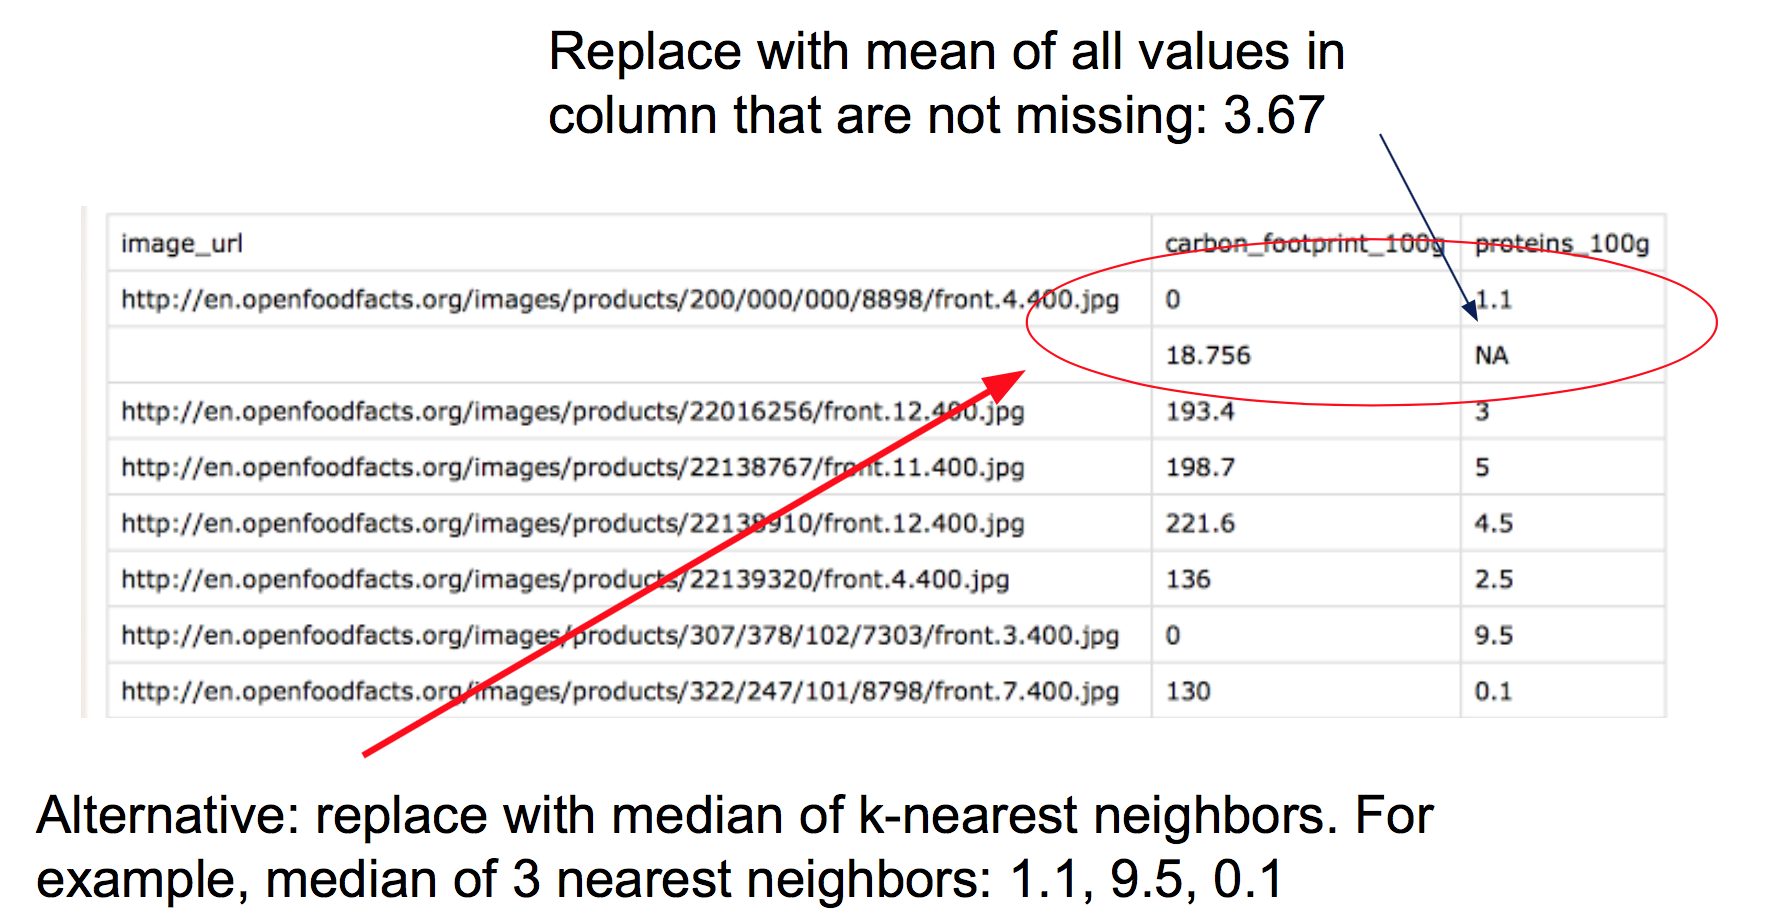 Replace with mean of all values in
column that are not missing: 3.67
image_url carbon_footprint_100g proteins_100g
http://en.openfoodfacts.org/images/products/200/000/000/8898/front.4.400.jpg 0 1.1
18.756 NA
http://en.openfoodfacts.org/images/products/22016256/front.12.400.jpg 193.4 3
http://en.openfoodfacts.org/images/products/22138767/front.11.400.jpg 198.7 5
http://en.openfoodfacts.org/images/products/22138910/front.12.400.jpg 221.6 4.5
http://en.openfoodfacts.org/images/products/22139320/front.4.400.jpg 136 2.5
http://en.openfoodfacts.org/images/products/307/378/102/7303/front.3.400.jpg 0 9.5
http://en.openfoodfacts.org/images/products/322/247/101/8798/front.7.400.jpg 130 0.1
Alternative: replace with median of k-nearest neighbors. For
example, median of 3 nearest neighbors: 1.1, 9.5, 0.1